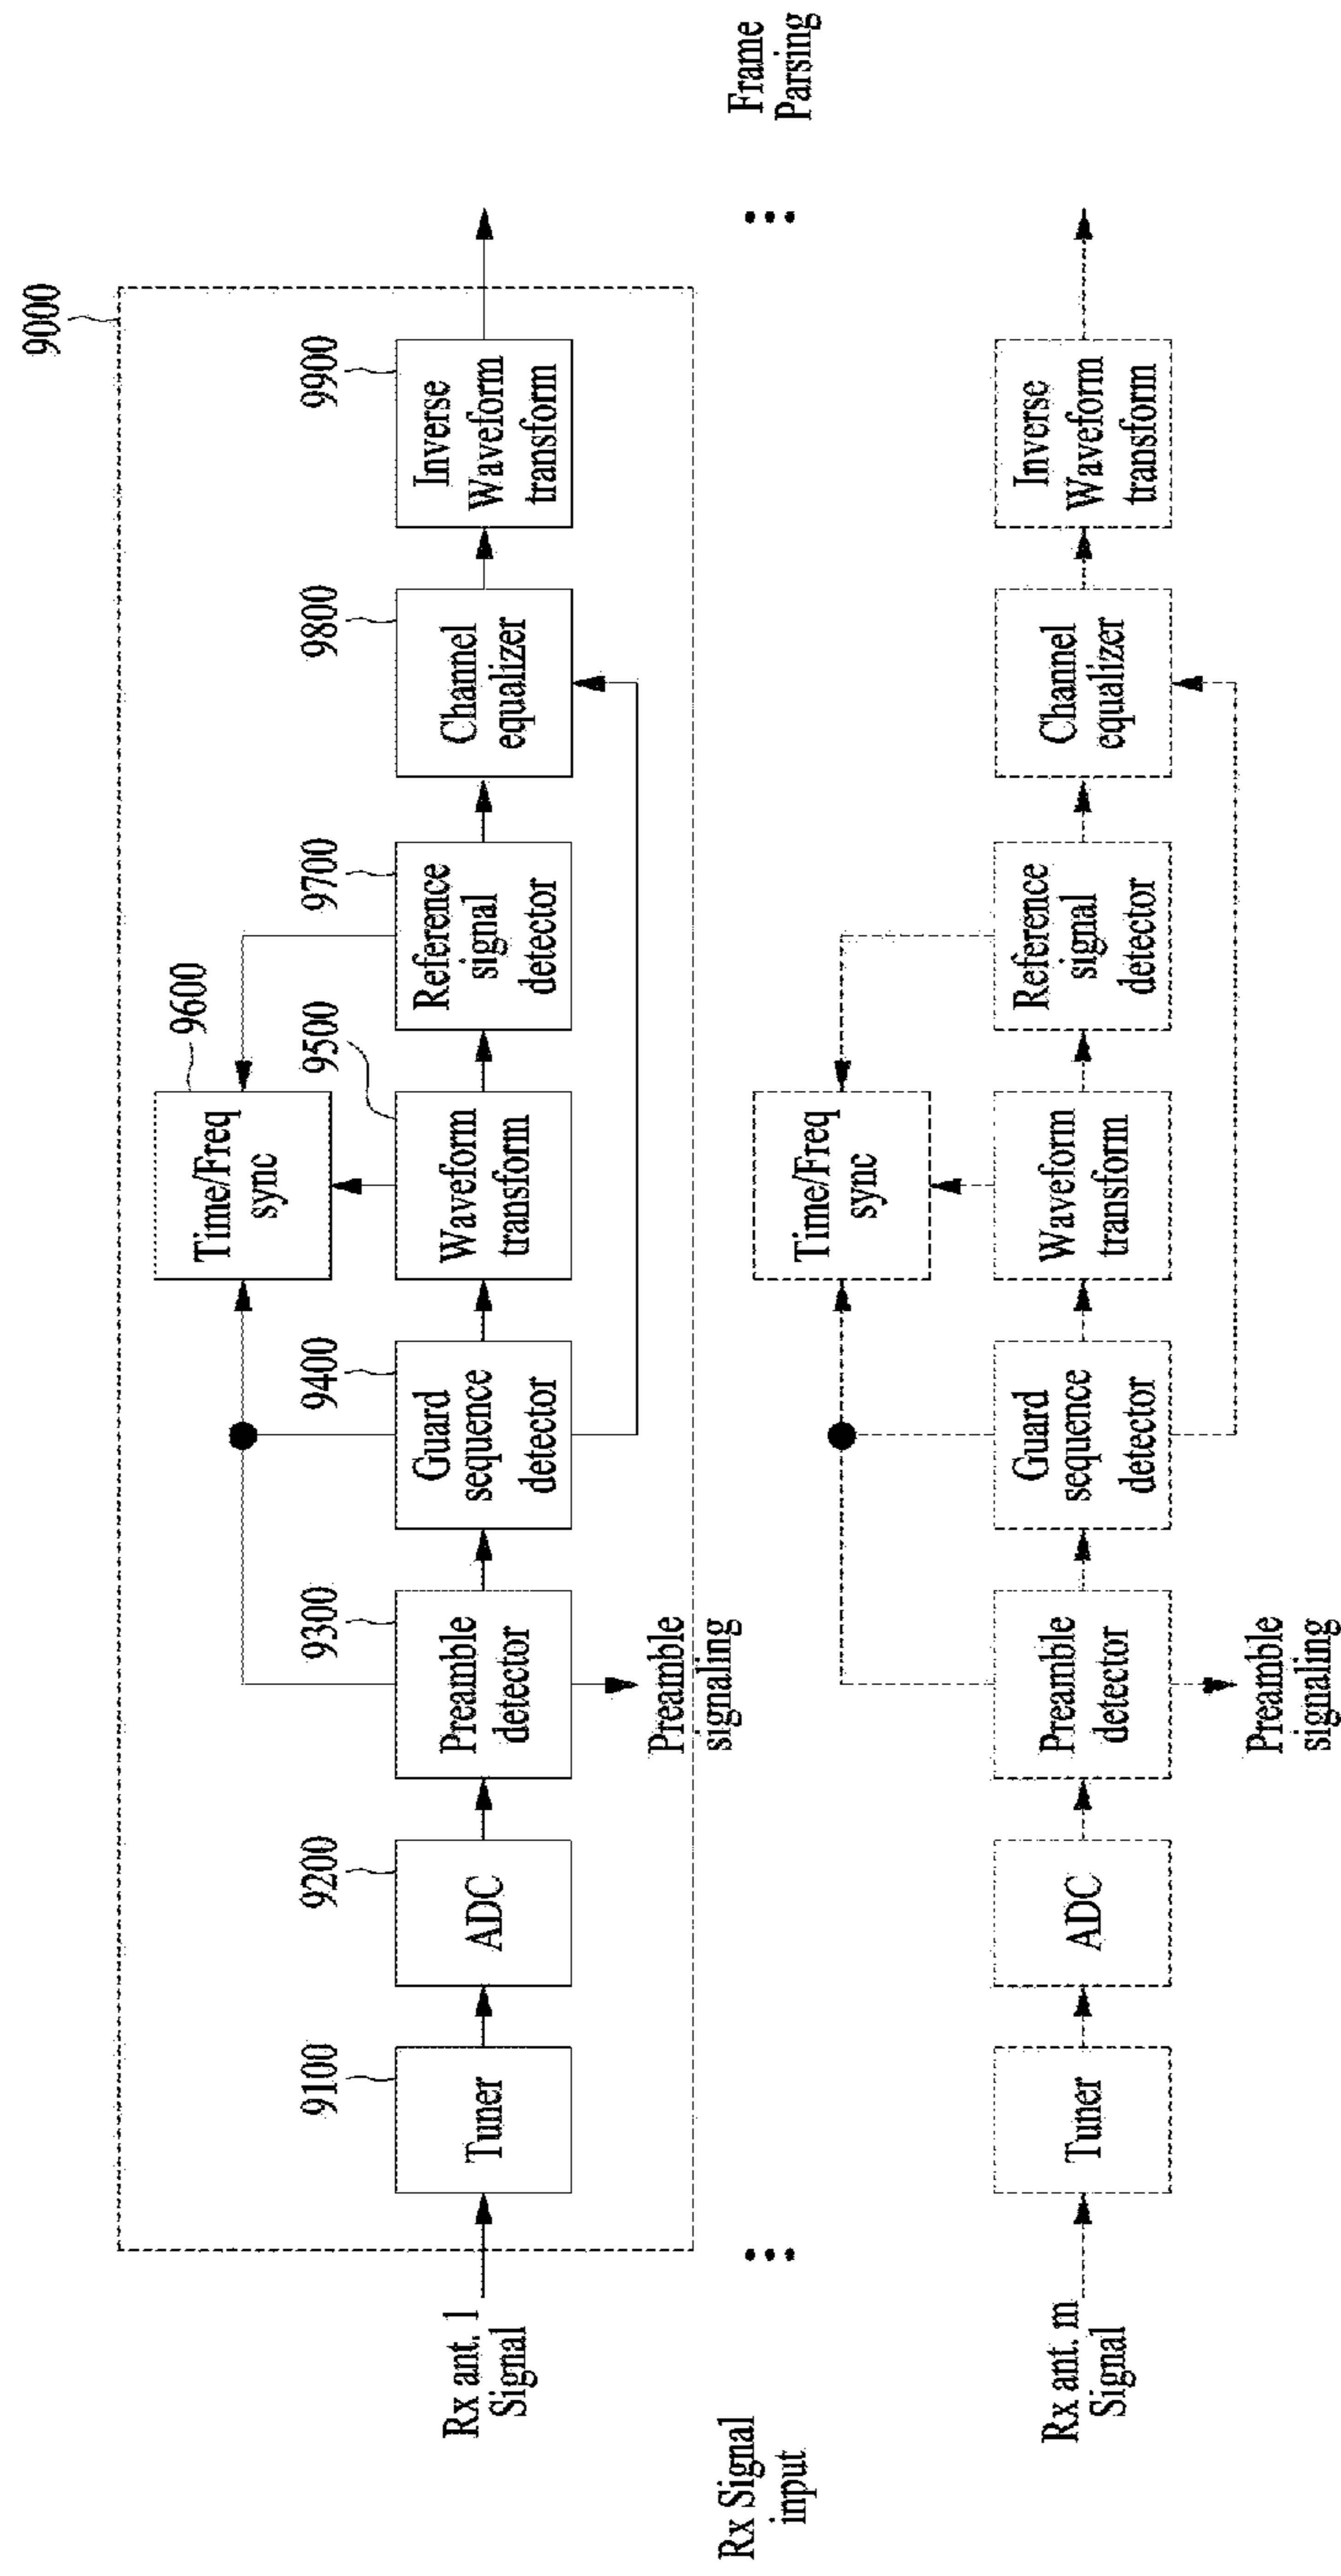 9000
Rx Signal
input
Rx ant. 1
Signal
9100
Tuner
9200
ADC
9300
Preamble
detector
Preamble
signaling
9400
Guard
sequence
detector
9500
Waveform
transform
9600
Time/Freq
sync
9700
Reference
signal
detector
9800
Channel
equalizer
9900
Inverse
Waveform
transform
Frame
Parsing
Rx ant. m
Signal
Tuner
ADC
Preamble
detector
Preamble
signaling
Guard
sequence
detector
Waveform
transform
Time/Freq
sync
Reference
signal
detector
Channel
equalizer
Inverse
Waveform
transform